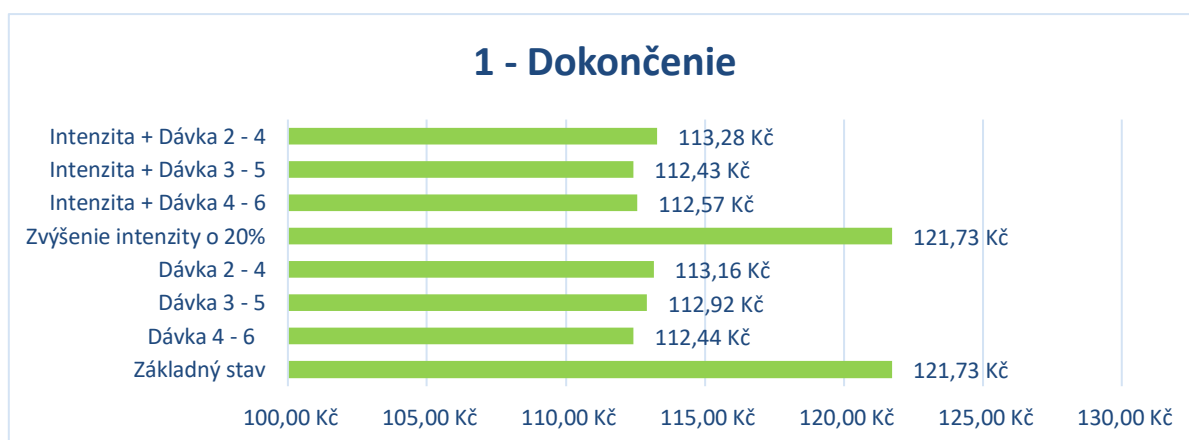 1 - Dokončenie
Intenzita + Dávka 2 - 4 113,28 Kč
Intenzita + Dávka 3 - 5 112,43 Kč
Intenzita + Dávka 4 - 6 112,57 Kč
Zvýšenie intenzity o 20% 121,73 Kč
Dávka 2 - 4 113,16 Kč
Dávka 3 - 5 112,92 Kč
Dávka 4 - 6 112,44 Kč
Základný stav 121,73 Kč
100,00 Kč 105,00 Kč 110,00 Kč 115,00 Kč 120,00 Kč 125,00 Kč 130,00 Kč